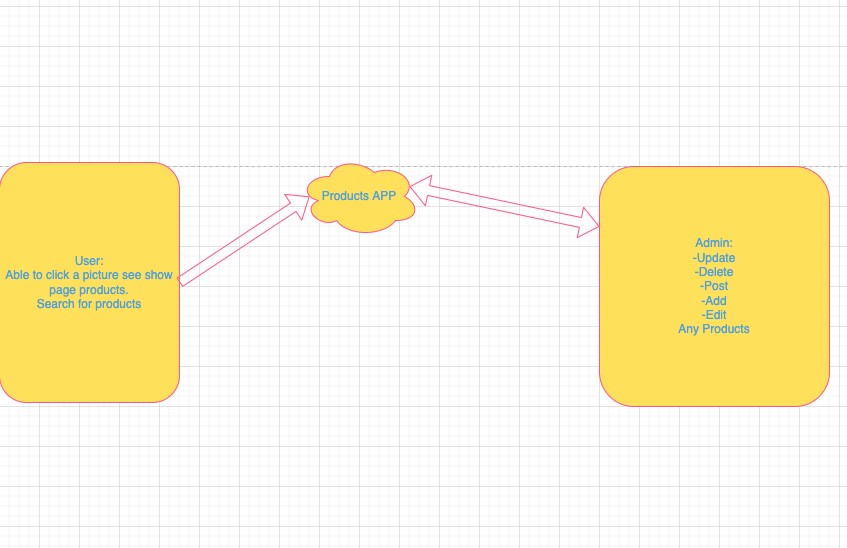 User:
Able to click a picture see show
page products.
Search for products
Products APP
Admin:
-Update
-Delete
-Post
-Add
-Edit
Any Products